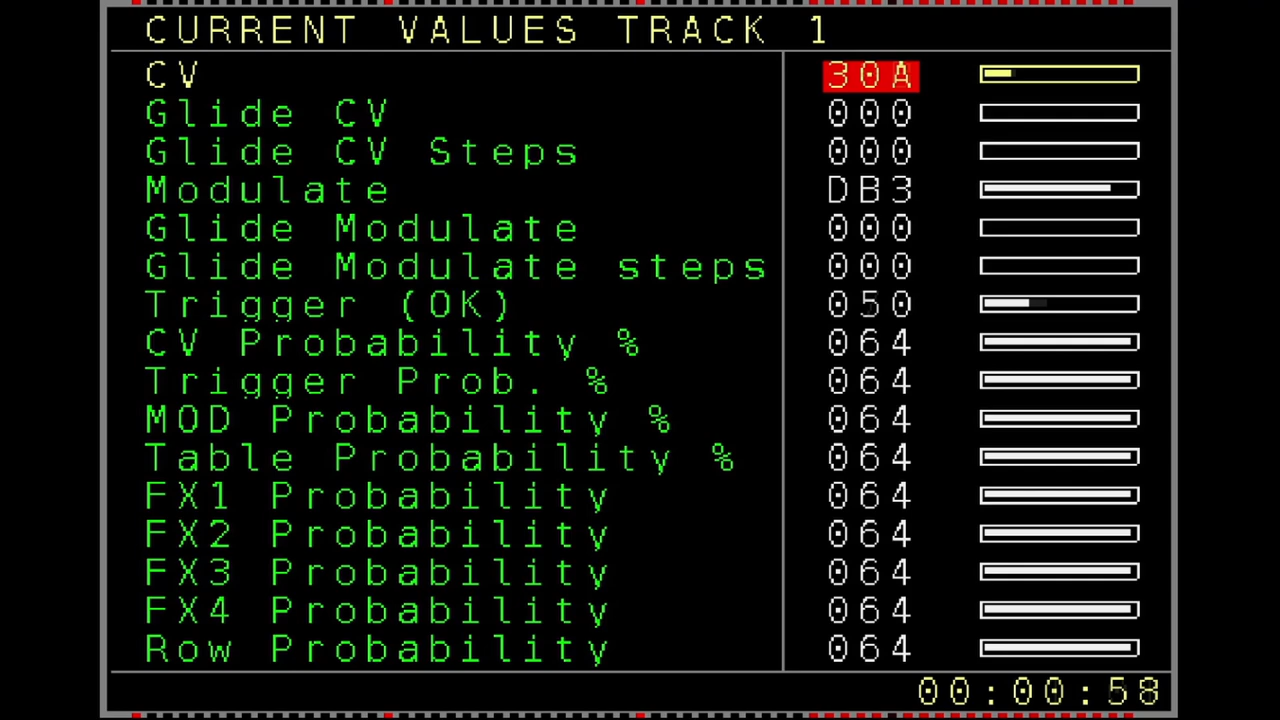 CURRENT VALUES TRACK 1
CV 30A
Glide CV 000
Glide CV Steps 000
Modulate DB3
Glide Modulate 000
Glide Modulate steps 000
Trigger (OK) 050
CV Probability % 064
Trigger Prob. % 064
MOD Probability % 064
Table Probability % 064
FX1 Probability 064
FX2 Probability 064
FX3 Probability 064
FX4 Probability 064
Row Probability 064
00:00:58